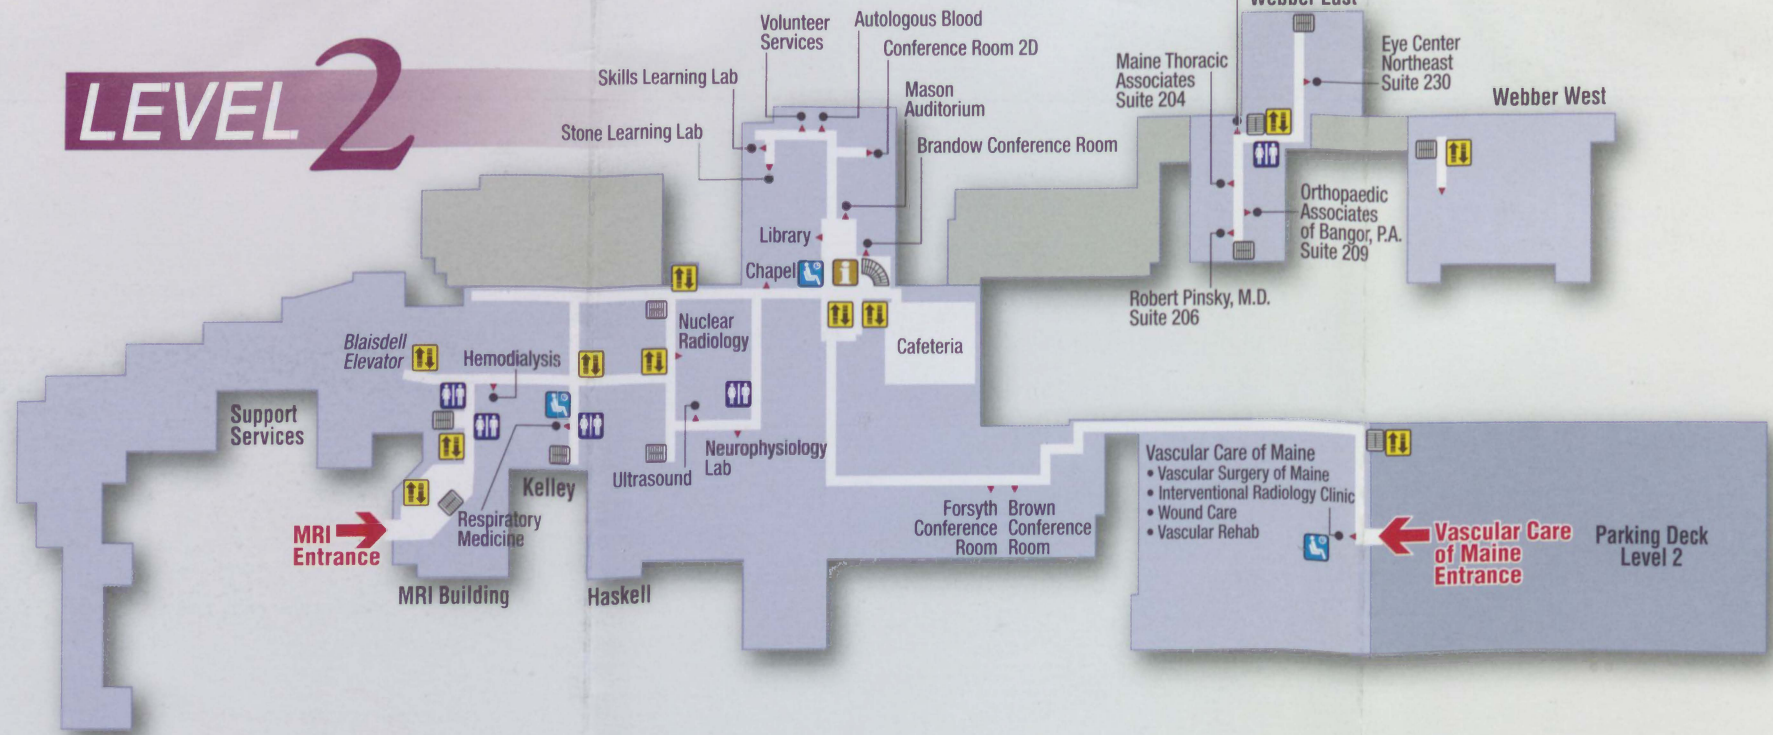 LEVEL 2
Volunteer
Services
Autologous Blood
Conference Room 2D
Skills Learning Lab
Mason
Auditorium
Stone Learning Lab
Brandow Conference Room
Library
Chapel
i
Webber East
Maine Thoracic
Associates
Suite 204
Eye Center
Northeast
Suite 230
Webber West
Orthopaedic
Associates
of Bangor, P.A.
Suite 209
Robert Pinsky, M.D.
Suite 206
Blaisdell
Elevator
Hemodialysis
Nuclear
Radiology
Cafeteria
Support
Services
Ultrasound
Neurophysiology
Lab
Kelley
Respiratory
Medicine
MRI
Entrance
MRI Building
Haskell
Forsyth
Conference
Room
Brown
Conference
Room
Vascular Care of Maine
• Vascular Surgery of Maine
• Interventional Radiology Clinic
• Wound Care
• Vascular Rehab
Vascular Care
of Maine
Entrance
Parking Deck
Level 2